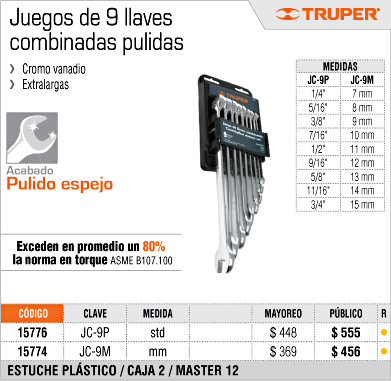 Juegos de 9 llaves
combinadas pulidas
TRUPER
› Cromo vanadio
› Extralargas
Acabado
Pulido espejo
TRUPER
MEDIDAS
JC-9P JC-9M
1/4" 7 mm
5/16" 8 mm
3/8" 9 mm
7/16" 10 mm
1/2" 11 mm
9/16" 12 mm
5/8" 13 mm
11/16" 14 mm
3/4" 15 mm
Exceden en promedio un 80%
la norma en torque ASME B107.100
CÓDIGO CLAVE MEDIDA MAYOREO PÚBLICO R
15776 JC-9P std $ 448 $ 555
15774 JC-9M mm $ 369 $ 456
ESTUCHE PLÁSTICO / CAJA 2 / MASTER 12